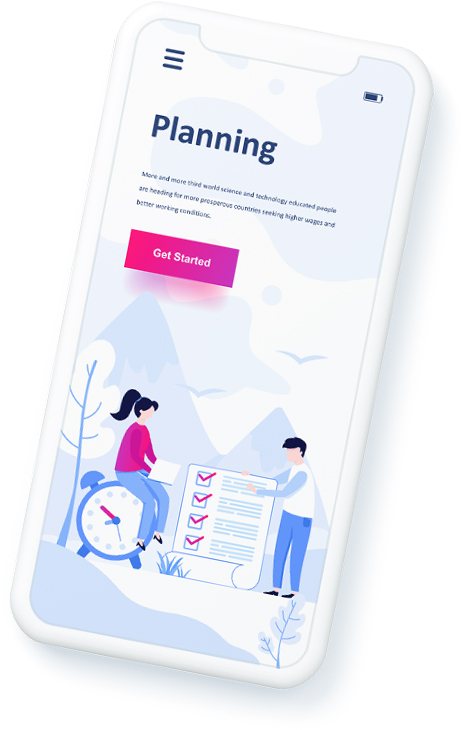 Planning
More and more third world science and technology educated people
are heading for more prosperous countries seeking higher wages and
better working conditions.
Get Started